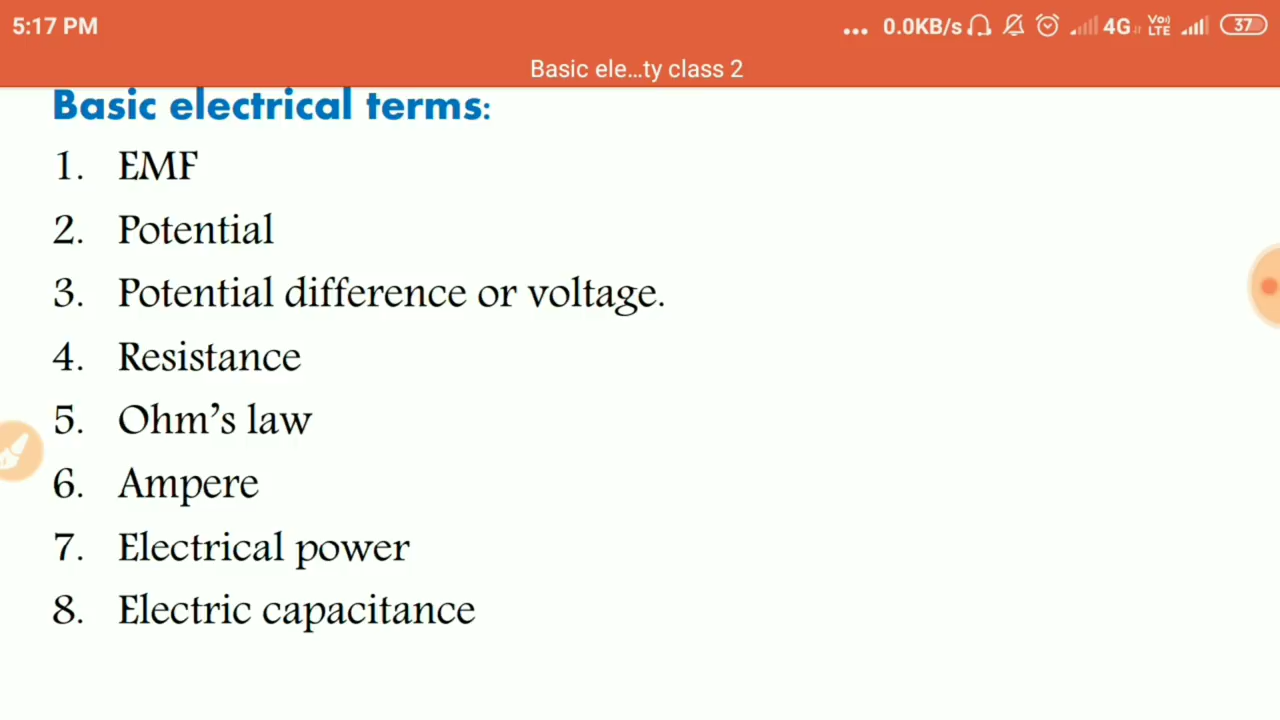 5:17 PM ... 0.0KB/s 4G Vo) LTE 37
Basic ele...ty class 2
Basic electrical terms:
1. EMF
2. Potential
3. Potential difference or voltage.
4. Resistance
5. Ohm’s law
6. Ampere
7. Electrical power
8. Electric capacitance